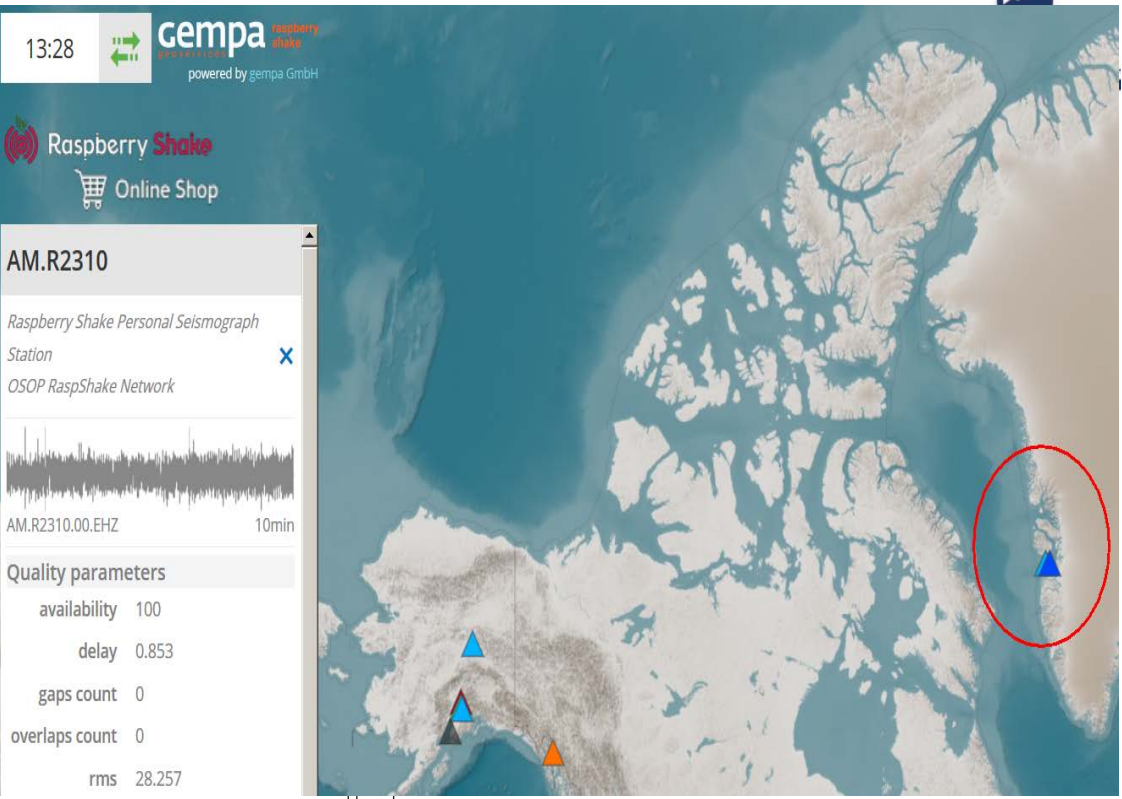 13:28
gempa
geoservices
raspberry
shake
powered by gempa GmbH
Raspberry Shake
Online Shop
AM.R2310
Raspberry Shake Personal Seismograph
Station
OSOP RaspShake Network
AM.R2310.00.EHZ 10min
Quality parameters
availability 100
delay 0.853
gaps count 0
overlaps count 0
rms 28.257